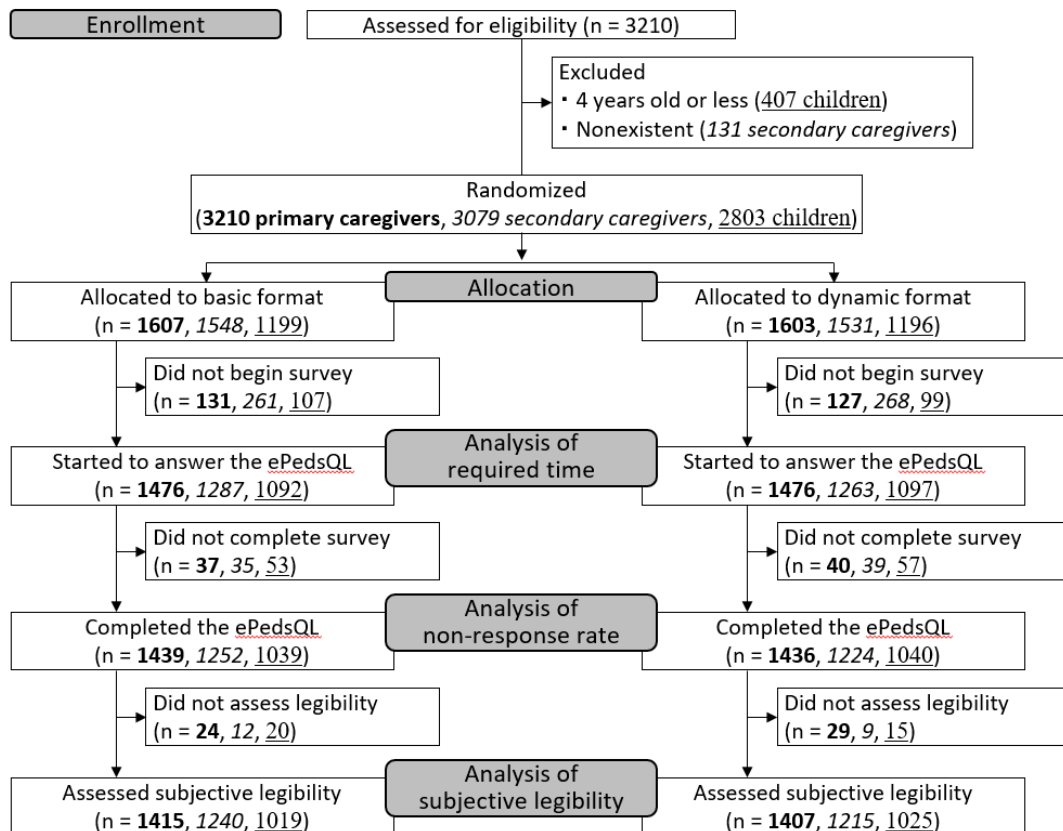 Enrollment
Assessed for eligibility (n = 3210)
Excluded
・4 years old or less (407 children)
・Nonexistent (131 secondary caregivers)
Randomized
(3210 primary caregivers, 3079 secondary caregivers, 2803 children)
Allocation
Allocated to basic format
(n = 1607, 1548, 1199)
Allocated to dynamic format
(n = 1603, 1531, 1196)
Did not begin survey
(n = 131, 261, 107)
Did not begin survey
(n = 127, 268, 99)
Analysis of
required time
Started to answer the ePedsQL
(n = 1476, 1287, 1092)
Started to answer the ePedsQL
(n = 1476, 1263, 1097)
Did not complete survey
(n = 37, 35, 53)
Did not complete survey
(n = 40, 39, 57)
Analysis of
non-response rate
Completed the ePedsQL
(n = 1439, 1252, 1039)
Completed the ePedsQL
(n = 1436, 1224, 1040)
Did not assess legibility
(n = 24, 12, 20)
Did not assess legibility
(n = 29, 9, 15)
Analysis of
subjective legibility
Assessed subjective legibility
(n = 1415, 1240, 1019)
Assessed subjective legibility
(n = 1407, 1215, 1025)